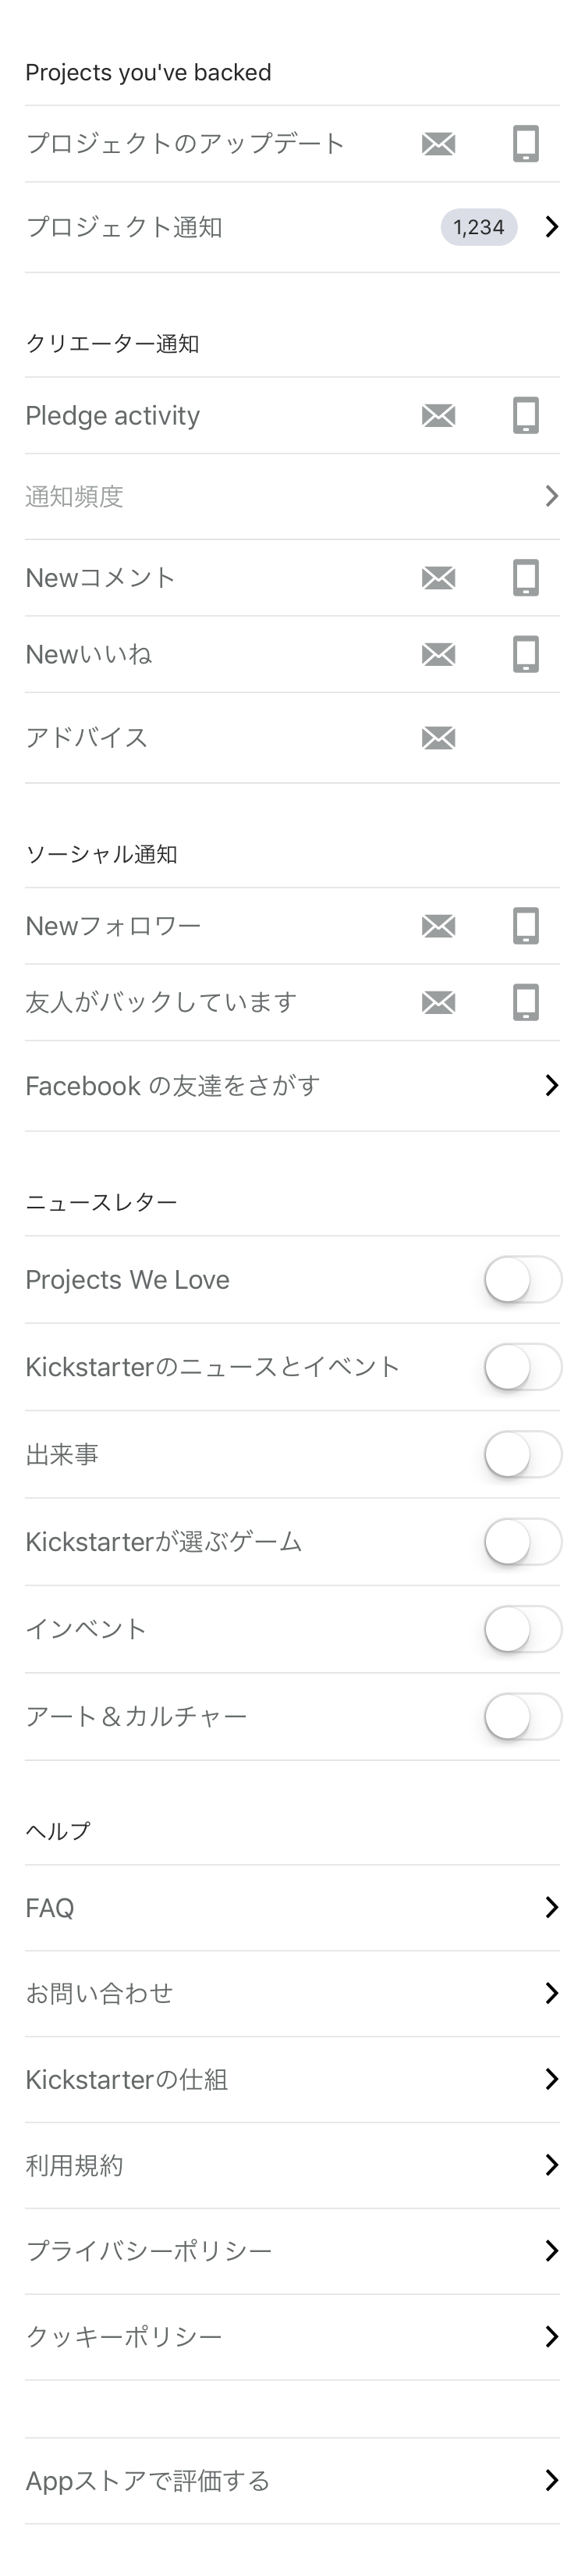 Projects you've backed
プロジェクトのアップデート
プロジェクト通知 1,234
クリエーター通知
Pledge activity
通知頻度
Newコメント
Newいいね
アドバイス
ソーシャル通知
Newフォロワー
友人がバックしています
Facebook の友達をさがす
ニュースレター
Projects We Love
Kickstarterのニュースとイベント
出来事
Kickstarterが選ぶゲーム
インベント
アート＆カルチャー
ヘルプ
FAQ
お問い合わせ
Kickstarterの仕組
利用規約
プライバシーポリシー
クッキーポリシー
Appストアで評価する